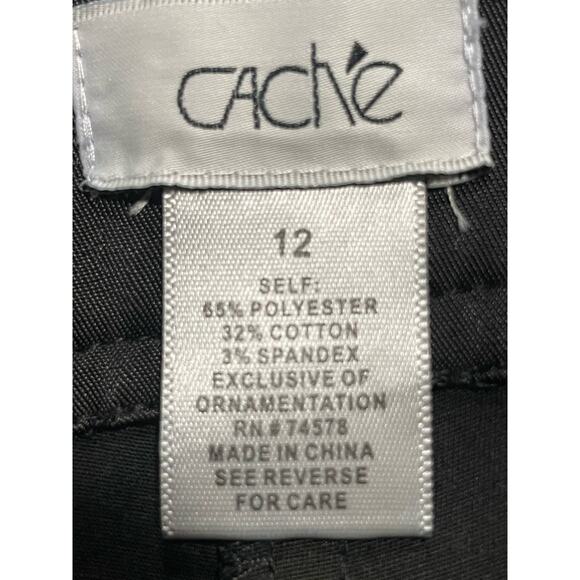 CAChé
12
SELF:
65% POLYESTER
32% COTTON
3% SPANDEX
EXCLUSIVE OF
ORNAMENTATION
RN # 74578
MADE IN CHINA
SEE REVERSE
FOR CARE